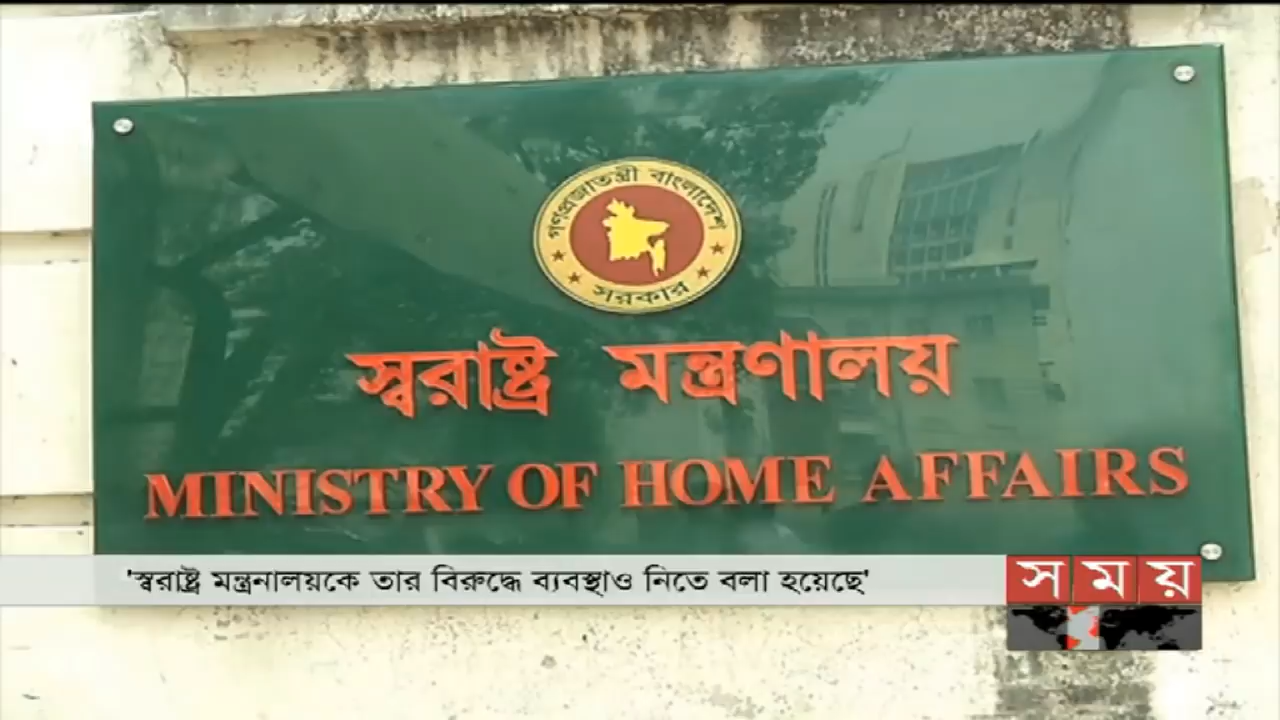 গণপ্রজাতন্ত্রী বাংলাদেশ
সরকার
স্বরাষ্ট্র মন্ত্রণালয়
MINISTRY OF HOME AFFAIRS
'স্বরাষ্ট্র মন্ত্রনালয়কে তার বিরুদ্ধে ব্যবস্থাও নিতে বলা হয়েছে'
সময়